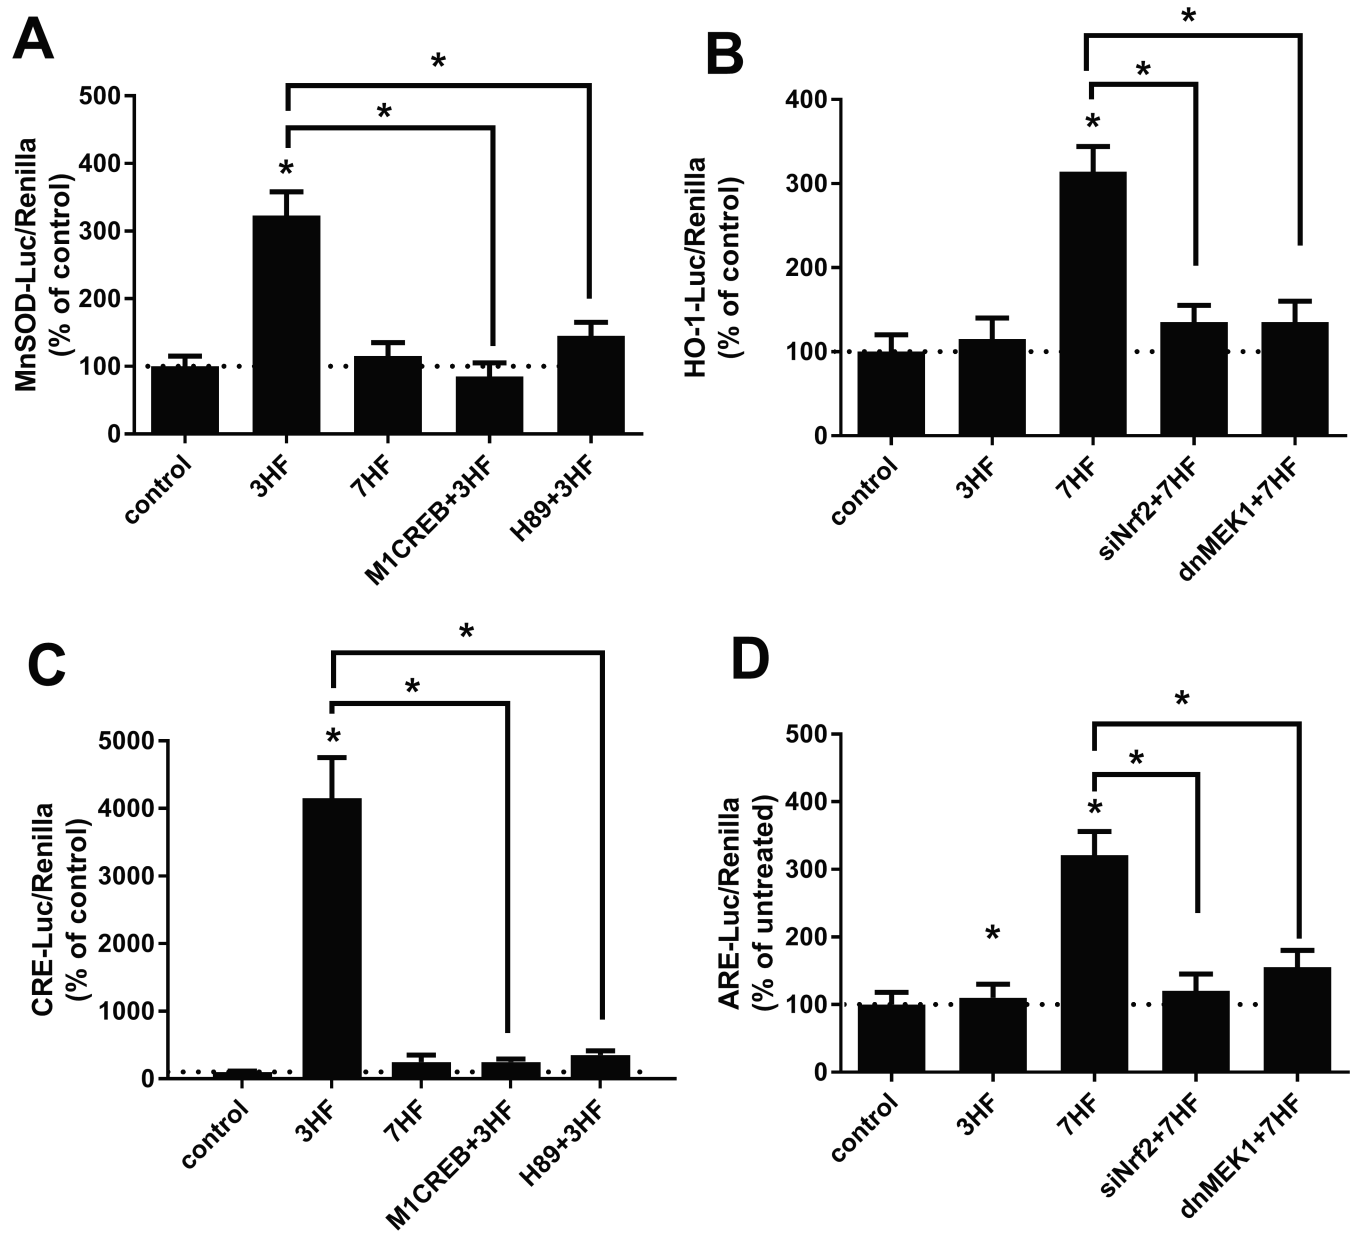 A
*
*
*
MnSOD-Luc/Renilla
(% of control)
500
400
300
200
100
0
control
3HF
7HF
M1CREB+3HF
H89+3HF
B
*
*
*
HO-1-Luc/Renilla
(% of control)
400
300
200
100
0
control
3HF
7HF
siNrf2+7HF
dnMEK1+7HF
C
*
*
*
CRE-Luc/Renilla
(% of control)
5000
4000
3000
2000
1000
0
control
3HF
7HF
M1CREB+3HF
H89+3HF
D
*
*
*
*
ARE-Luc/Renilla
(% of untreated)
500
400
300
200
100
0
control
3HF
7HF
siNrf2+7HF
dnMEK1+7HF